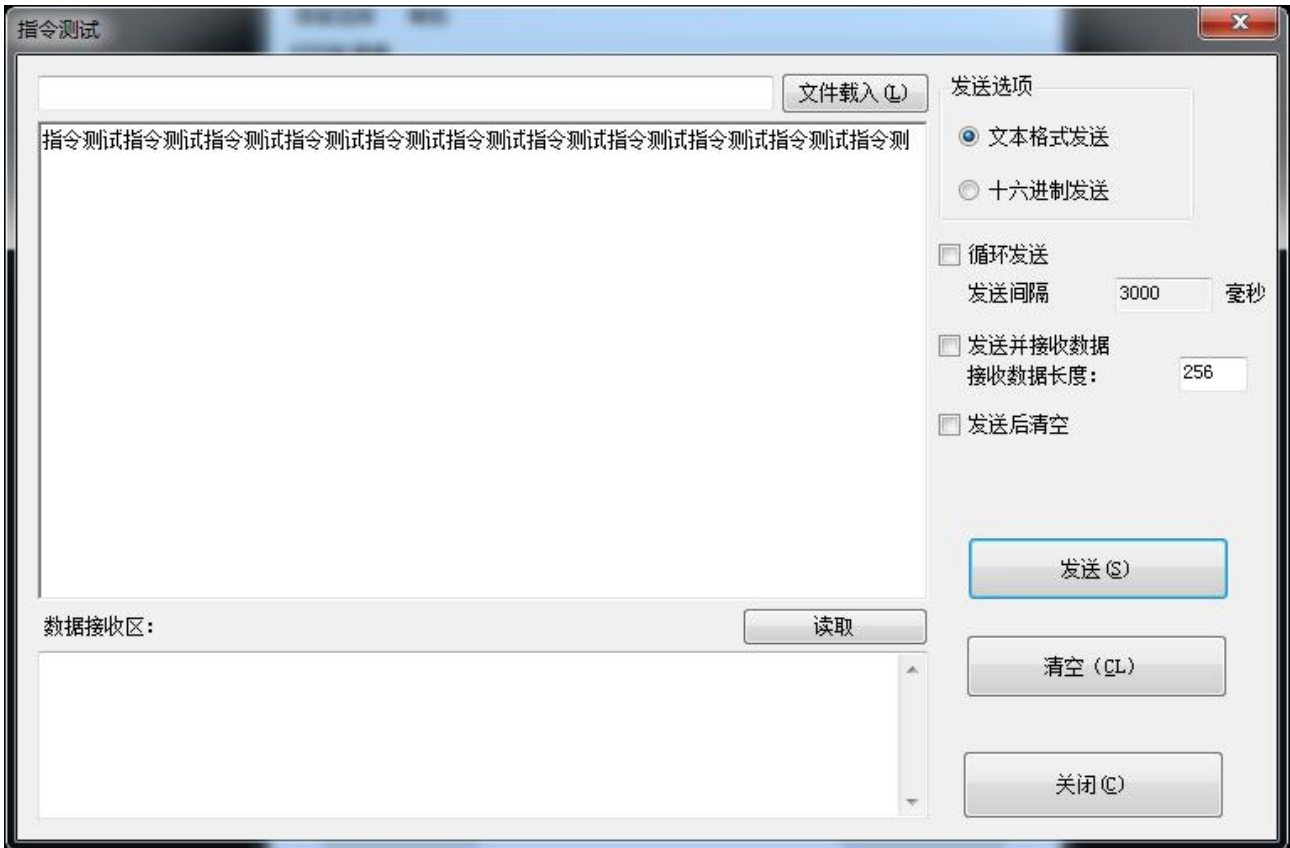 指令测试
文件载入(L)
指令测试指令测试指令测试指令测试指令测试指令测试指令测试指令测试指令测试指令测试指令测
发送选项
文本格式发送
十六进制发送
循环发送
发送间隔 3000 毫秒
发送并接收数据
接收数据长度: 256
发送后清空
发送(S)
数据接收区:
读取
清空(CL)
关闭(C)